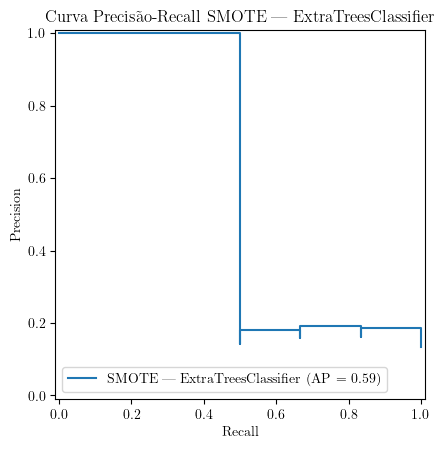 Curva Precisão-Recall SMOTE — ExtraTreesClassifier
1.0
0.8
0.6
0.4
0.2
0.0
Precision
SMOTE — ExtraTreesClassifier (AP = 0.59)
0.0 0.2 0.4 0.6 0.8 1.0
Recall